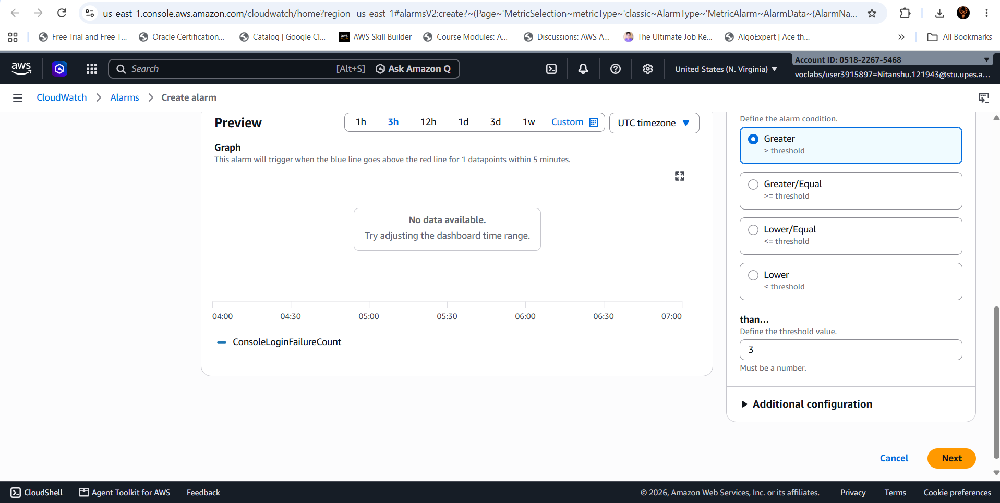 us-east-1.console.aws.amazon.com/cloudwatch/home?region=us-east-1#alarmsV2:create?~(Page~'MetricSelection~metricType~'classic~AlarmType~'MetricAlarm~AlarmData~(AlarmNa...
Free Trial and Free T...
Oracle Certification...
Catalog | Google Cl...
aws
AWS Skill Builder
Course Modules: A...
Discussions: AWS A...
The Ultimate Job Re...
AlgoExpert | Ace th...
All Bookmarks
aws
Search
[Alt+S]
Ask Amazon Q
United States (N. Virginia)
Account ID: 0518-2267-5468
voclabs/user3915897=Nitanshu.121943@stu.upes.a...
CloudWatch
Alarms
Create alarm
Preview
1h
3h
12h
1d
3d
1w
Custom
UTC timezone
Graph
This alarm will trigger when the blue line goes above the red line for 1 datapoints within 5 minutes.
No data available.
Try adjusting the dashboard time range.
04:00
04:30
05:00
05:30
06:00
06:30
07:00
ConsoleLoginFailureCount
Define the alarm condition.
Greater
> threshold
Greater/Equal
>= threshold
Lower/Equal
<= threshold
Lower
< threshold
than...
Define the threshold value.
3
Must be a number.
Additional configuration
Cancel
Next
CloudShell
Agent Toolkit for AWS
Feedback
© 2026, Amazon Web Services, Inc. or its affiliates.
Privacy
Terms
Cookie preferences